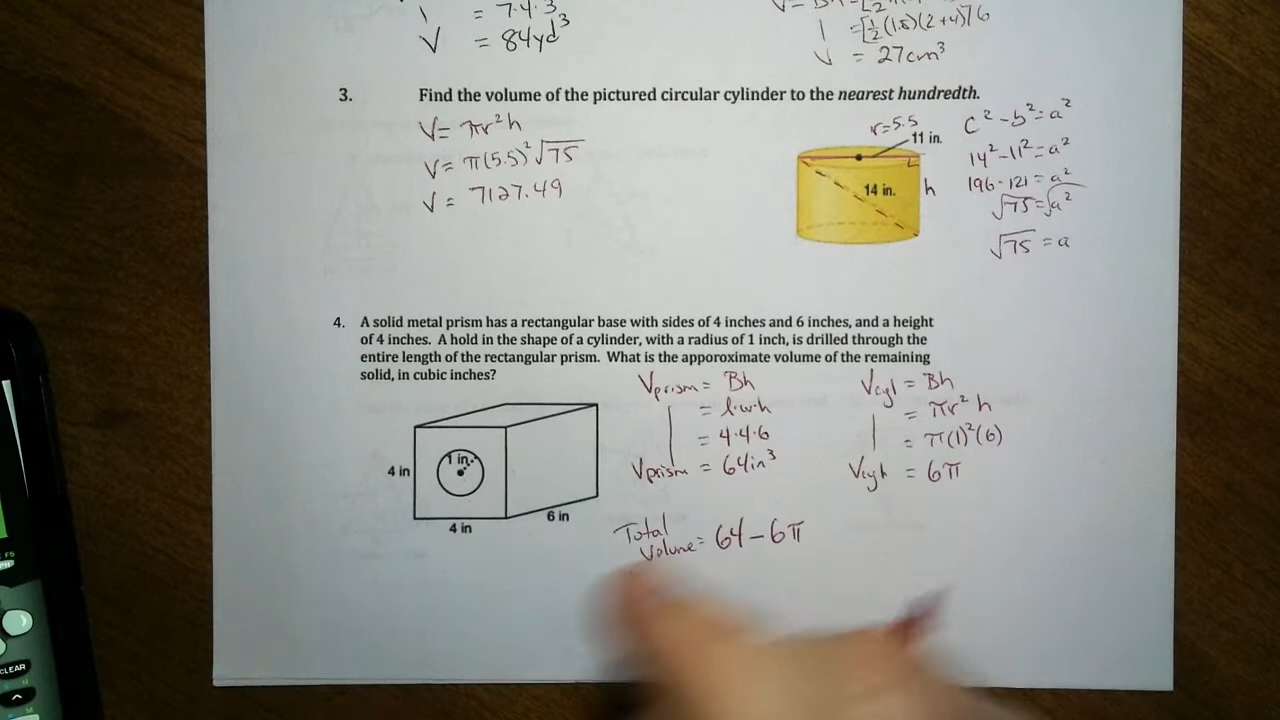 = 7·4·3
V = 84yd³
= [½(1.5)(2+4)]6
V = 27cm³
3. Find the volume of the pictured circular cylinder to the nearest hundredth.
V = πr²h
V = π(5.5)²√75
V = 7127.49
r=5.5
11 in.
14 in.
h
c² - b² = a²
14² - 11² = a²
196 - 121 = a²
√75 = √a²
√75 = a
4. A solid metal prism has a rectangular base with sides of 4 inches and 6 inches, and a height
of 4 inches. A hold in the shape of a cylinder, with a radius of 1 inch, is drilled through the
entire length of the rectangular prism. What is the apporoximate volume of the remaining
solid, in cubic inches?
1 in.
4 in
4 in
6 in
Vprism = Bh
= l·w·h
= 4·4·6
Vprism = 64in³
Vcyl = Bh
= πr²h
= π(1)²(6)
Vcyl = 6π
Total
Volume = 64 - 6π
F5
CLEAR